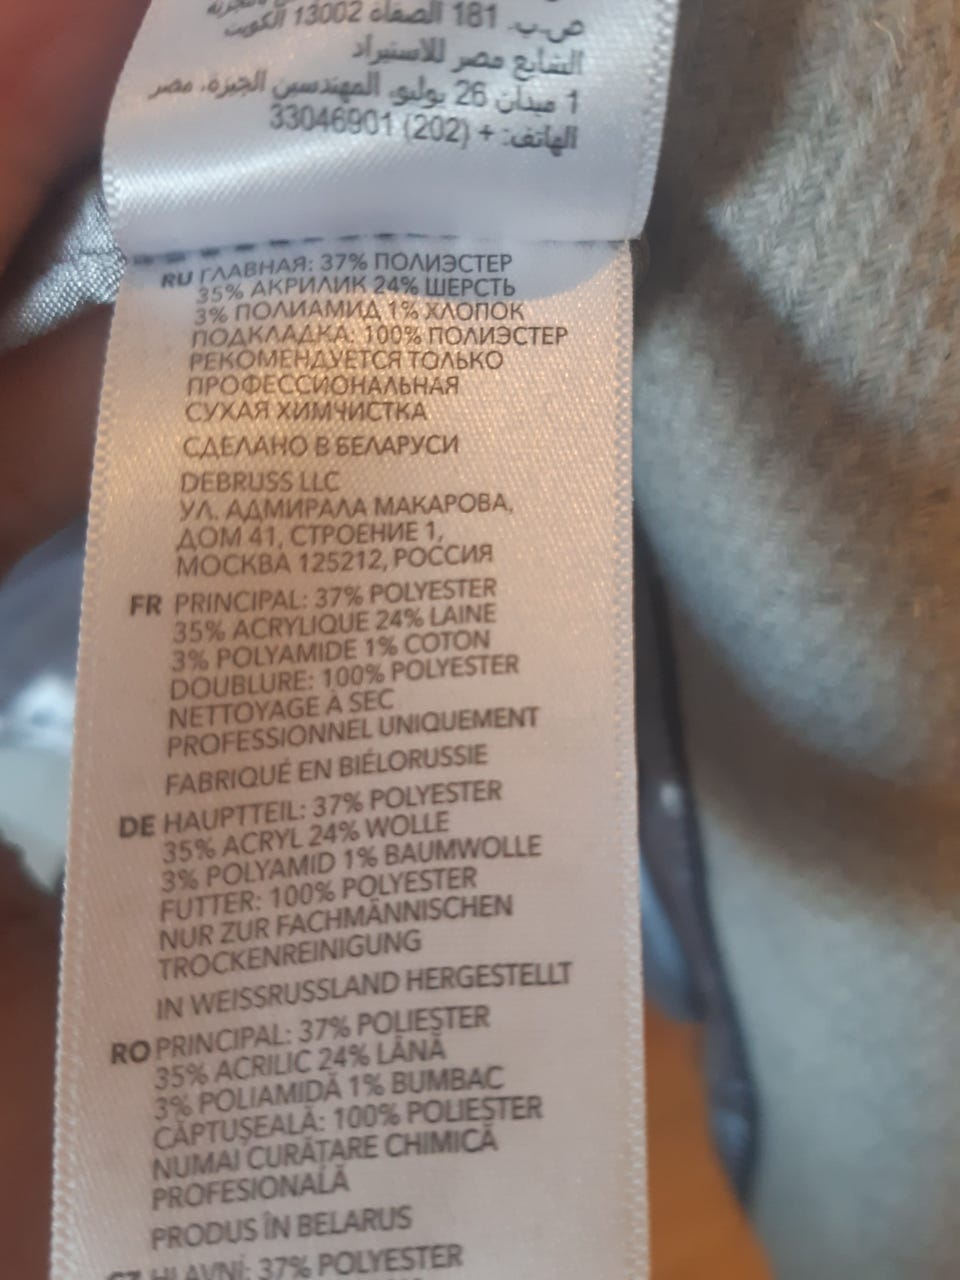 ص.ب. 181 الصفاة 13002 الكويت
الشايع مصر للاستيراد
1 ميدان 26 يوليو، المهندسين الجيزة، مصر
الهاتف: + (202) 33046901
RU ГЛАВНАЯ: 37% ПОЛИЭСТЕР
35% АКРИЛИК 24% ШЕРСТЬ
3% ПОЛИАМИД 1% ХЛОПОК
ПОДКЛАДКА: 100% ПОЛИЭСТЕР
РЕКОМЕНДУЕТСЯ ТОЛЬКО
ПРОФЕССИОНАЛЬНАЯ
СУХАЯ ХИМЧИСТКА
СДЕЛАНО В БЕЛАРУСИ
DEBRUSS LLC
УЛ. АДМИРАЛА МАКАРОВА,
ДОМ 41, СТРОЕНИЕ 1,
МОСКВА 125212, РОССИЯ
FR PRINCIPAL: 37% POLYESTER
35% ACRYLIQUE 24% LAINE
3% POLYAMIDE 1% COTON
DOUBLURE: 100% POLYESTER
NETTOYAGE À SEC
PROFESSIONNEL UNIQUEMENT
FABRIQUÉ EN BIÉLORUSSIE
DE HAUPTTEIL: 37% POLYESTER
35% ACRYL 24% WOLLE
3% POLYAMID 1% BAUMWOLLE
FUTTER: 100% POLYESTER
NUR ZUR FACHMÄNNISCHEN
TROCKENREINIGUNG
IN WEISSRUSSLAND HERGESTELLT
RO PRINCIPAL: 37% POLIESTER
35% ACRILIC 24% LÂNĂ
3% POLIAMIDĂ 1% BUMBAC
CĂPTUȘEALĂ: 100% POLIESTER
NUMAI CURĂȚARE CHIMICĂ
PROFESIONALĂ
PRODUS ÎN BELARUS
CZ HLAVNÍ: 37% POLYESTER